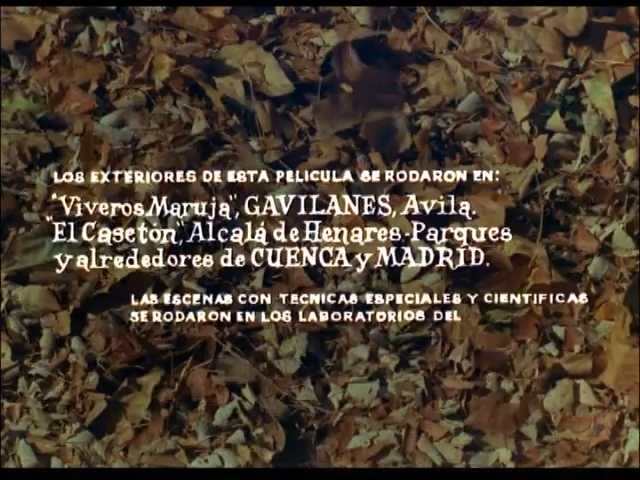 LOS EXTERIORES DE ESTA PELICULA SE RODARON EN:
"Viveros Maruja", GAVILANES, Avila.
"El Casetón", Alcalá de Henares.-Parques
y alrededores de CUENCA y MADRID.
LAS ESCENAS CON TECNICAS ESPECIALES Y CIENTIFICAS
SE RODARON EN LOS LABORATORIOS DEL